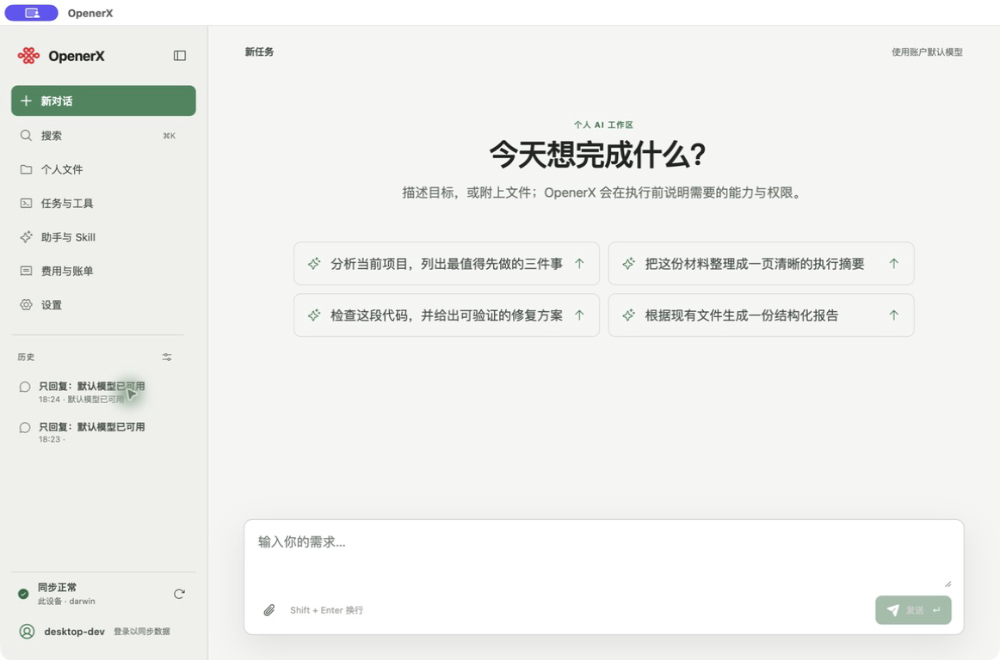 OpenerX
OpenerX
新对话
搜索 ⌘K
个人文件
任务与工具
助手与 Skill
费用与账单
设置
历史
只回复：默认模型已可用
18:24 · 默认模型已可用
只回复：默认模型已可用
18:23 ·
同步正常
此设备 · darwin
desktop-dev 登录以同步数据
新任务 使用账户默认模型
个人 AI 工作区
今天想完成什么?
描述目标，或附上文件；OpenerX 会在执行前说明需要的能力与权限。
分析当前项目，列出最值得先做的三件事
把这份材料整理成一页清晰的执行摘要
检查这段代码，并给出可验证的修复方案
根据现有文件生成一份结构化报告
输入你的需求...
Shift + Enter 换行
发送 ↵